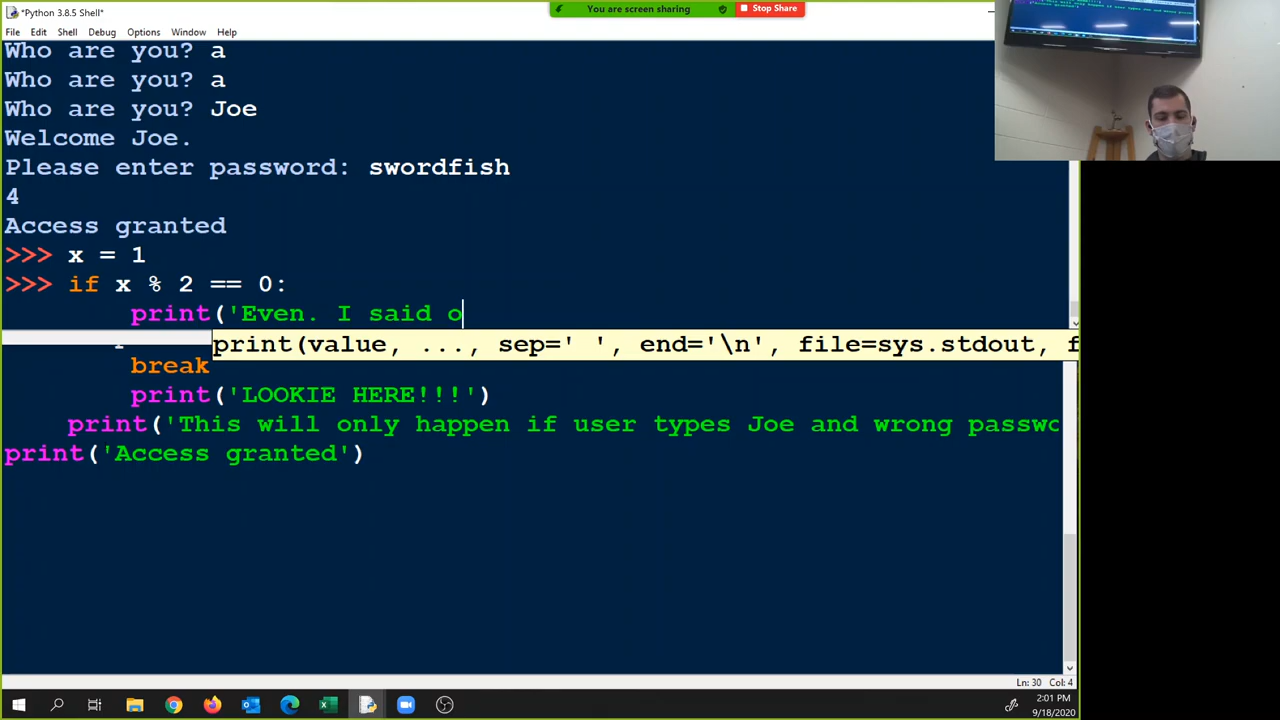 *Python 3.8.5 Shell*
You are screen sharing
Stop Share
File Edit Shell Debug Options Window Help
Who are you? a
Who are you? a
Who are you? Joe
Welcome Joe.
Please enter password: swordfish
4
Access granted
>>> x = 1
>>> if x % 2 == 0:
print('Even. I said o
print(value, ..., sep=' ', end='\n', file=sys.stdout, f
break
print('LOOKIE HERE!!!')
print('This will only happen if user types Joe and wrong passwo
print('Access granted')
Ln: 30 Col: 4
2:01 PM
9/18/2020